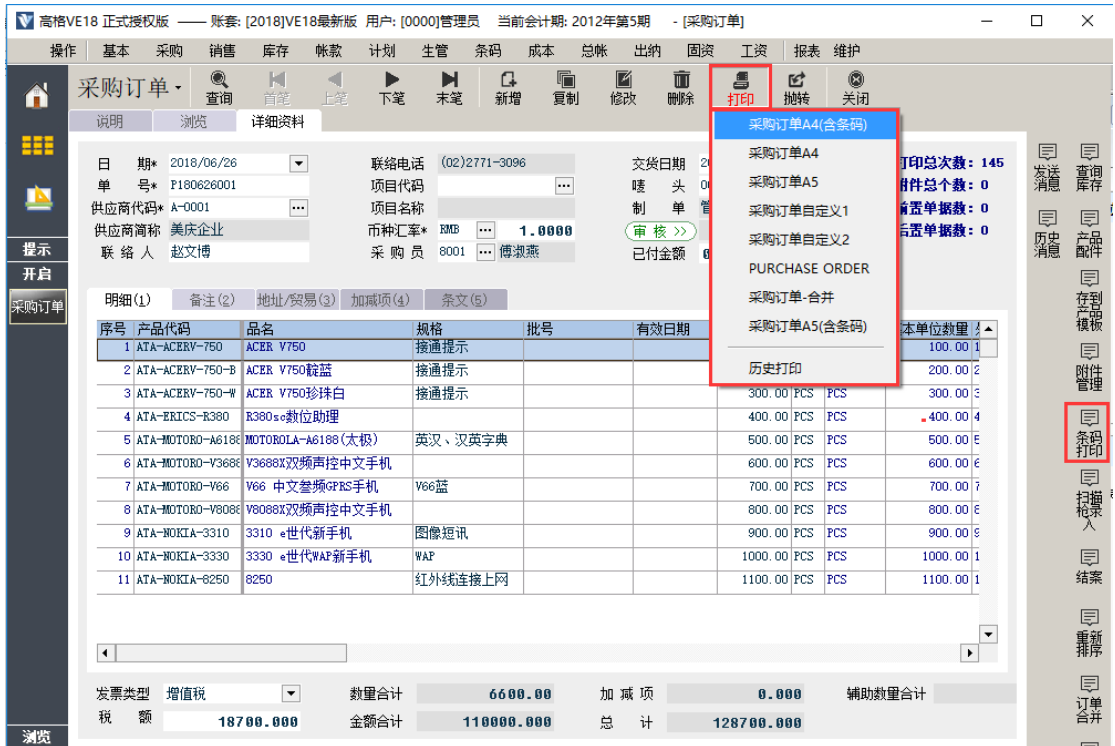 高格VE18 正式授权版 —— 账套: [2018]VE18最新版 用户: [0000]管理员 当前会计期: 2012年第5期 - [采购订单]
操作 基本 采购 销售 库存 帐款 计划 生管 条码 成本 总帐 出纳 固资 工资 报表 维护
采购订单 查询 首笔 上笔 下笔 末笔 新增 复制 修改 删除 打印 抛转 关闭
说明 浏览 详细资料
采购订单A4(含条码)
采购订单A4
采购订单A5
采购订单自定义1
采购订单自定义2
PURCHASE ORDER
采购订单-合并
采购订单A5(含条码)
历史打印
日 期* 2018/06/26 联络电话 (02)2771-3096 交货日期 打印总次数: 145
单 号* P180626001 项目代码 唛 头 附件总个数: 0
供应商代码* A-0001 项目名称 制 单 管 前置单据数: 0
供应商简称 美庆企业 币种汇率* RMB 1.0000 审 核 >> 后置单据数: 0
联 络 人 赵文博 采 购 员 8001 傅淑燕 已付金额
提示
开启
采购订单
浏览
明细(1) 备注(2) 地址/贸易(3) 加减项(4) 条文(5)
序号 产品代码 品名 规格 批号 有效日期 本单位数量
1 ATA-ACERV-750 ACER V750 接通提示 100.00 1
2 ATA-ACERV-750-B ACER V750靛蓝 接通提示 200.00 2
3 ATA-ACERV-750-W ACER V750珍珠白 接通提示 300.00 PCS PCS 300.00 3
4 ATA-ERICS-R380 R380sc数位助理 400.00 PCS PCS 400.00 4
5 ATA-MOTORO-A6188 MOTOROLA-A6188(太极) 英汉、汉英字典 500.00 PCS PCS 500.00 5
6 ATA-MOTORO-V3688 V3688X双频声控中文手机 600.00 PCS PCS 600.00 6
7 ATA-MOTORO-V66 V66 中文叁频GPRS手机 V66蓝 700.00 PCS PCS 700.00 7
8 ATA-MOTORO-V8088 V8088X双频声控中文手机 800.00 PCS PCS 800.00 8
9 ATA-NOKIA-3310 3310 e世代新手机 图像短讯 900.00 PCS PCS 900.00 9
10 ATA-NOKIA-3330 3330 e世代WAP新手机 WAP 1000.00 PCS PCS 1000.00 1
11 ATA-NOKIA-8250 8250 红外线连接上网 1100.00 PCS PCS 1100.00 1
发票类型 增值税 数量合计 6600.00 加 减 项 0.000 辅助数量合计
税 额 18700.000 金额合计 110000.000 总 计 128700.000
发送消息
历史消息
查询库存
产品配件
存到产品模板
附件管理
条码打印
扫描枪录入
结案
重新排序
订单合并